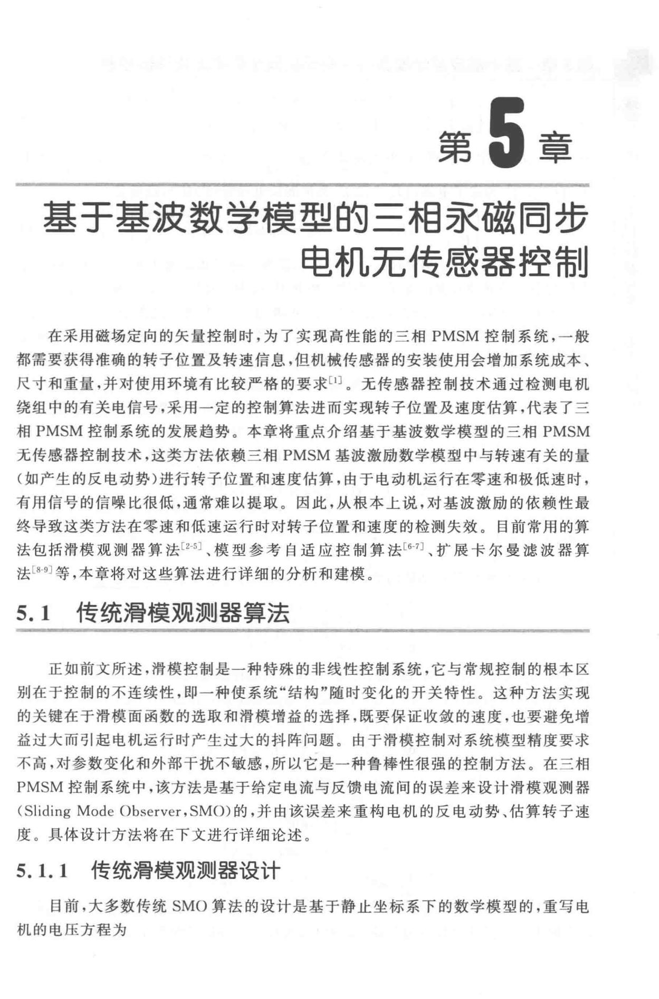 第5章
基于基波数学模型的三相永磁同步
电机无传感器控制
在采用磁场定向的矢量控制时,为了实现高性能的三相 PMSM 控制系统,一般
都需要获得准确的转子位置及转速信息,但机械传感器的安装使用会增加系统成本、
尺寸和重量,并对使用环境有比较严格的要求[1]。无传感器控制技术通过检测电机
绕组中的有关电信号,采用一定的控制算法进而实现转子位置及速度估算,代表了三
相 PMSM 控制系统的发展趋势。本章将重点介绍基于基波数学模型的三相 PMSM
无传感器控制技术,这类方法依赖三相 PMSM 基波激励数学模型中与转速有关的量
(如产生的反电动势)进行转子位置和速度估算,由于电动机运行在零速和极低速时,
有用信号的信噪比很低,通常难以提取。因此,从根本上说,对基波激励的依赖性最
终导致这类方法在零速和低速运行时对转子位置和速度的检测失效。目前常用的算
法包括滑模观测器算法[2-5]、模型参考自适应控制算法[6-7]、扩展卡尔曼滤波器算
法[8-9]等,本章将对这些算法进行详细的分析和建模。
5.1 传统滑模观测器算法
正如前文所述,滑模控制是一种特殊的非线性控制系统,它与常规控制的根本区
别在于控制的不连续性,即一种使系统“结构”随时变化的开关特性。这种方法实现
的关键在于滑模面函数的选取和滑模增益的选择,既要保证收敛的速度,也要避免增
益过大而引起电机运行时产生过大的抖阵问题。由于滑模控制对系统模型精度要求
不高,对参数变化和外部干扰不敏感,所以它是一种鲁棒性很强的控制方法。在三相
PMSM 控制系统中,该方法是基于给定电流与反馈电流间的误差来设计滑模观测器
(Sliding Mode Observer,SMO)的,并由该误差来重构电机的反电动势、估算转子速
度。具体设计方法将在下文进行详细论述。
5.1.1 传统滑模观测器设计
目前,大多数传统 SMO 算法的设计是基于静止坐标系下的数学模型的,重写电
机的电压方程为